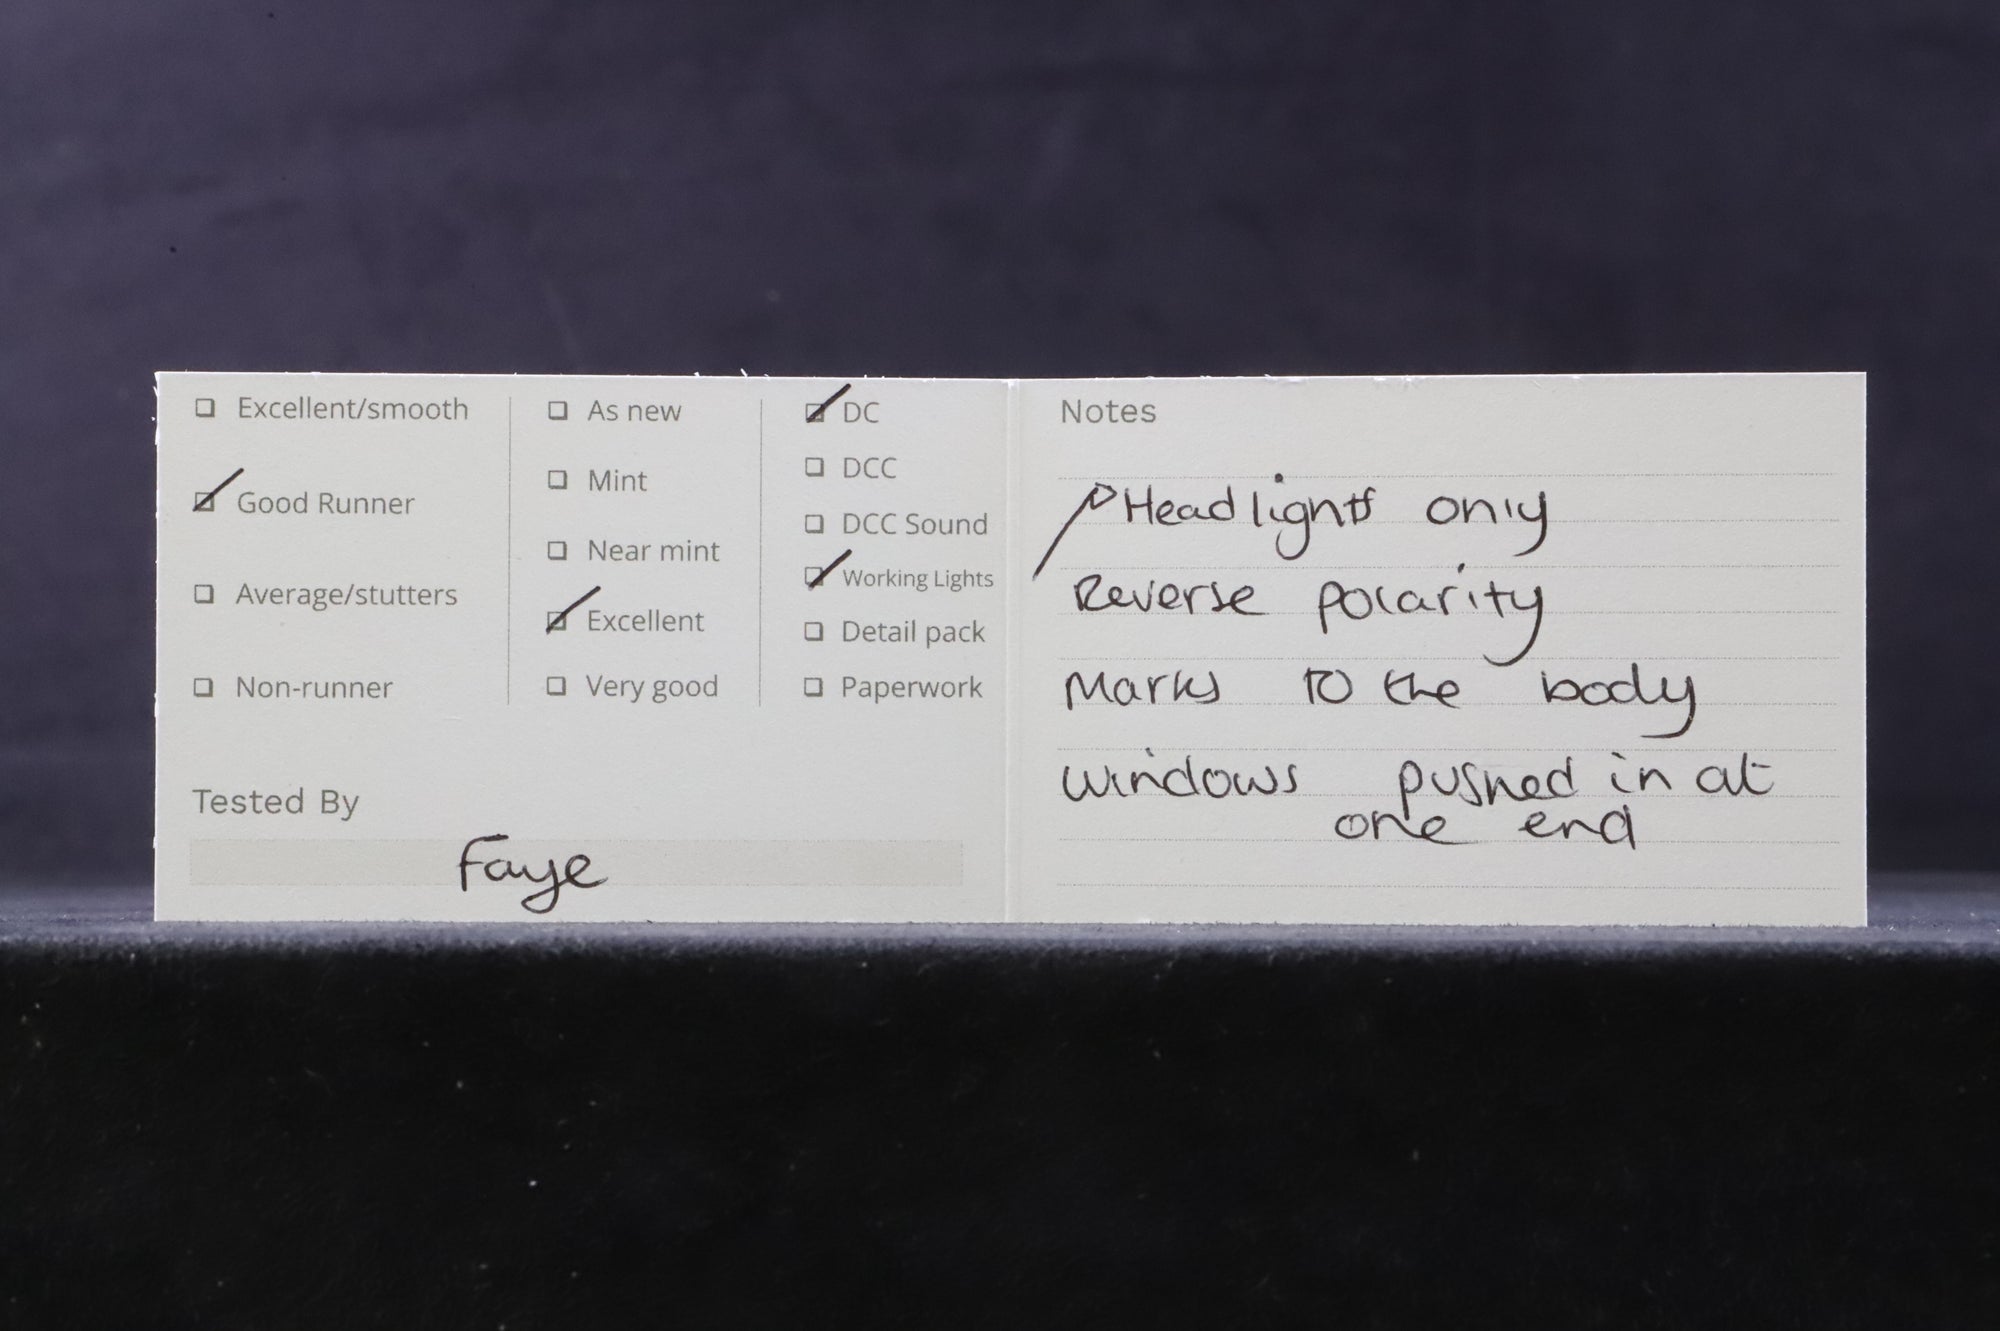 Excellent/smooth
Good Runner
Average/stutters
Non-runner
As new
Mint
Near mint
Excellent
Very good
DC
DCC
DCC Sound
Working Lights
Detail pack
Paperwork
Tested By
Faye
Notes
Headlights only
Reverse polarity
Marks to the body
windows pushed in at
one end